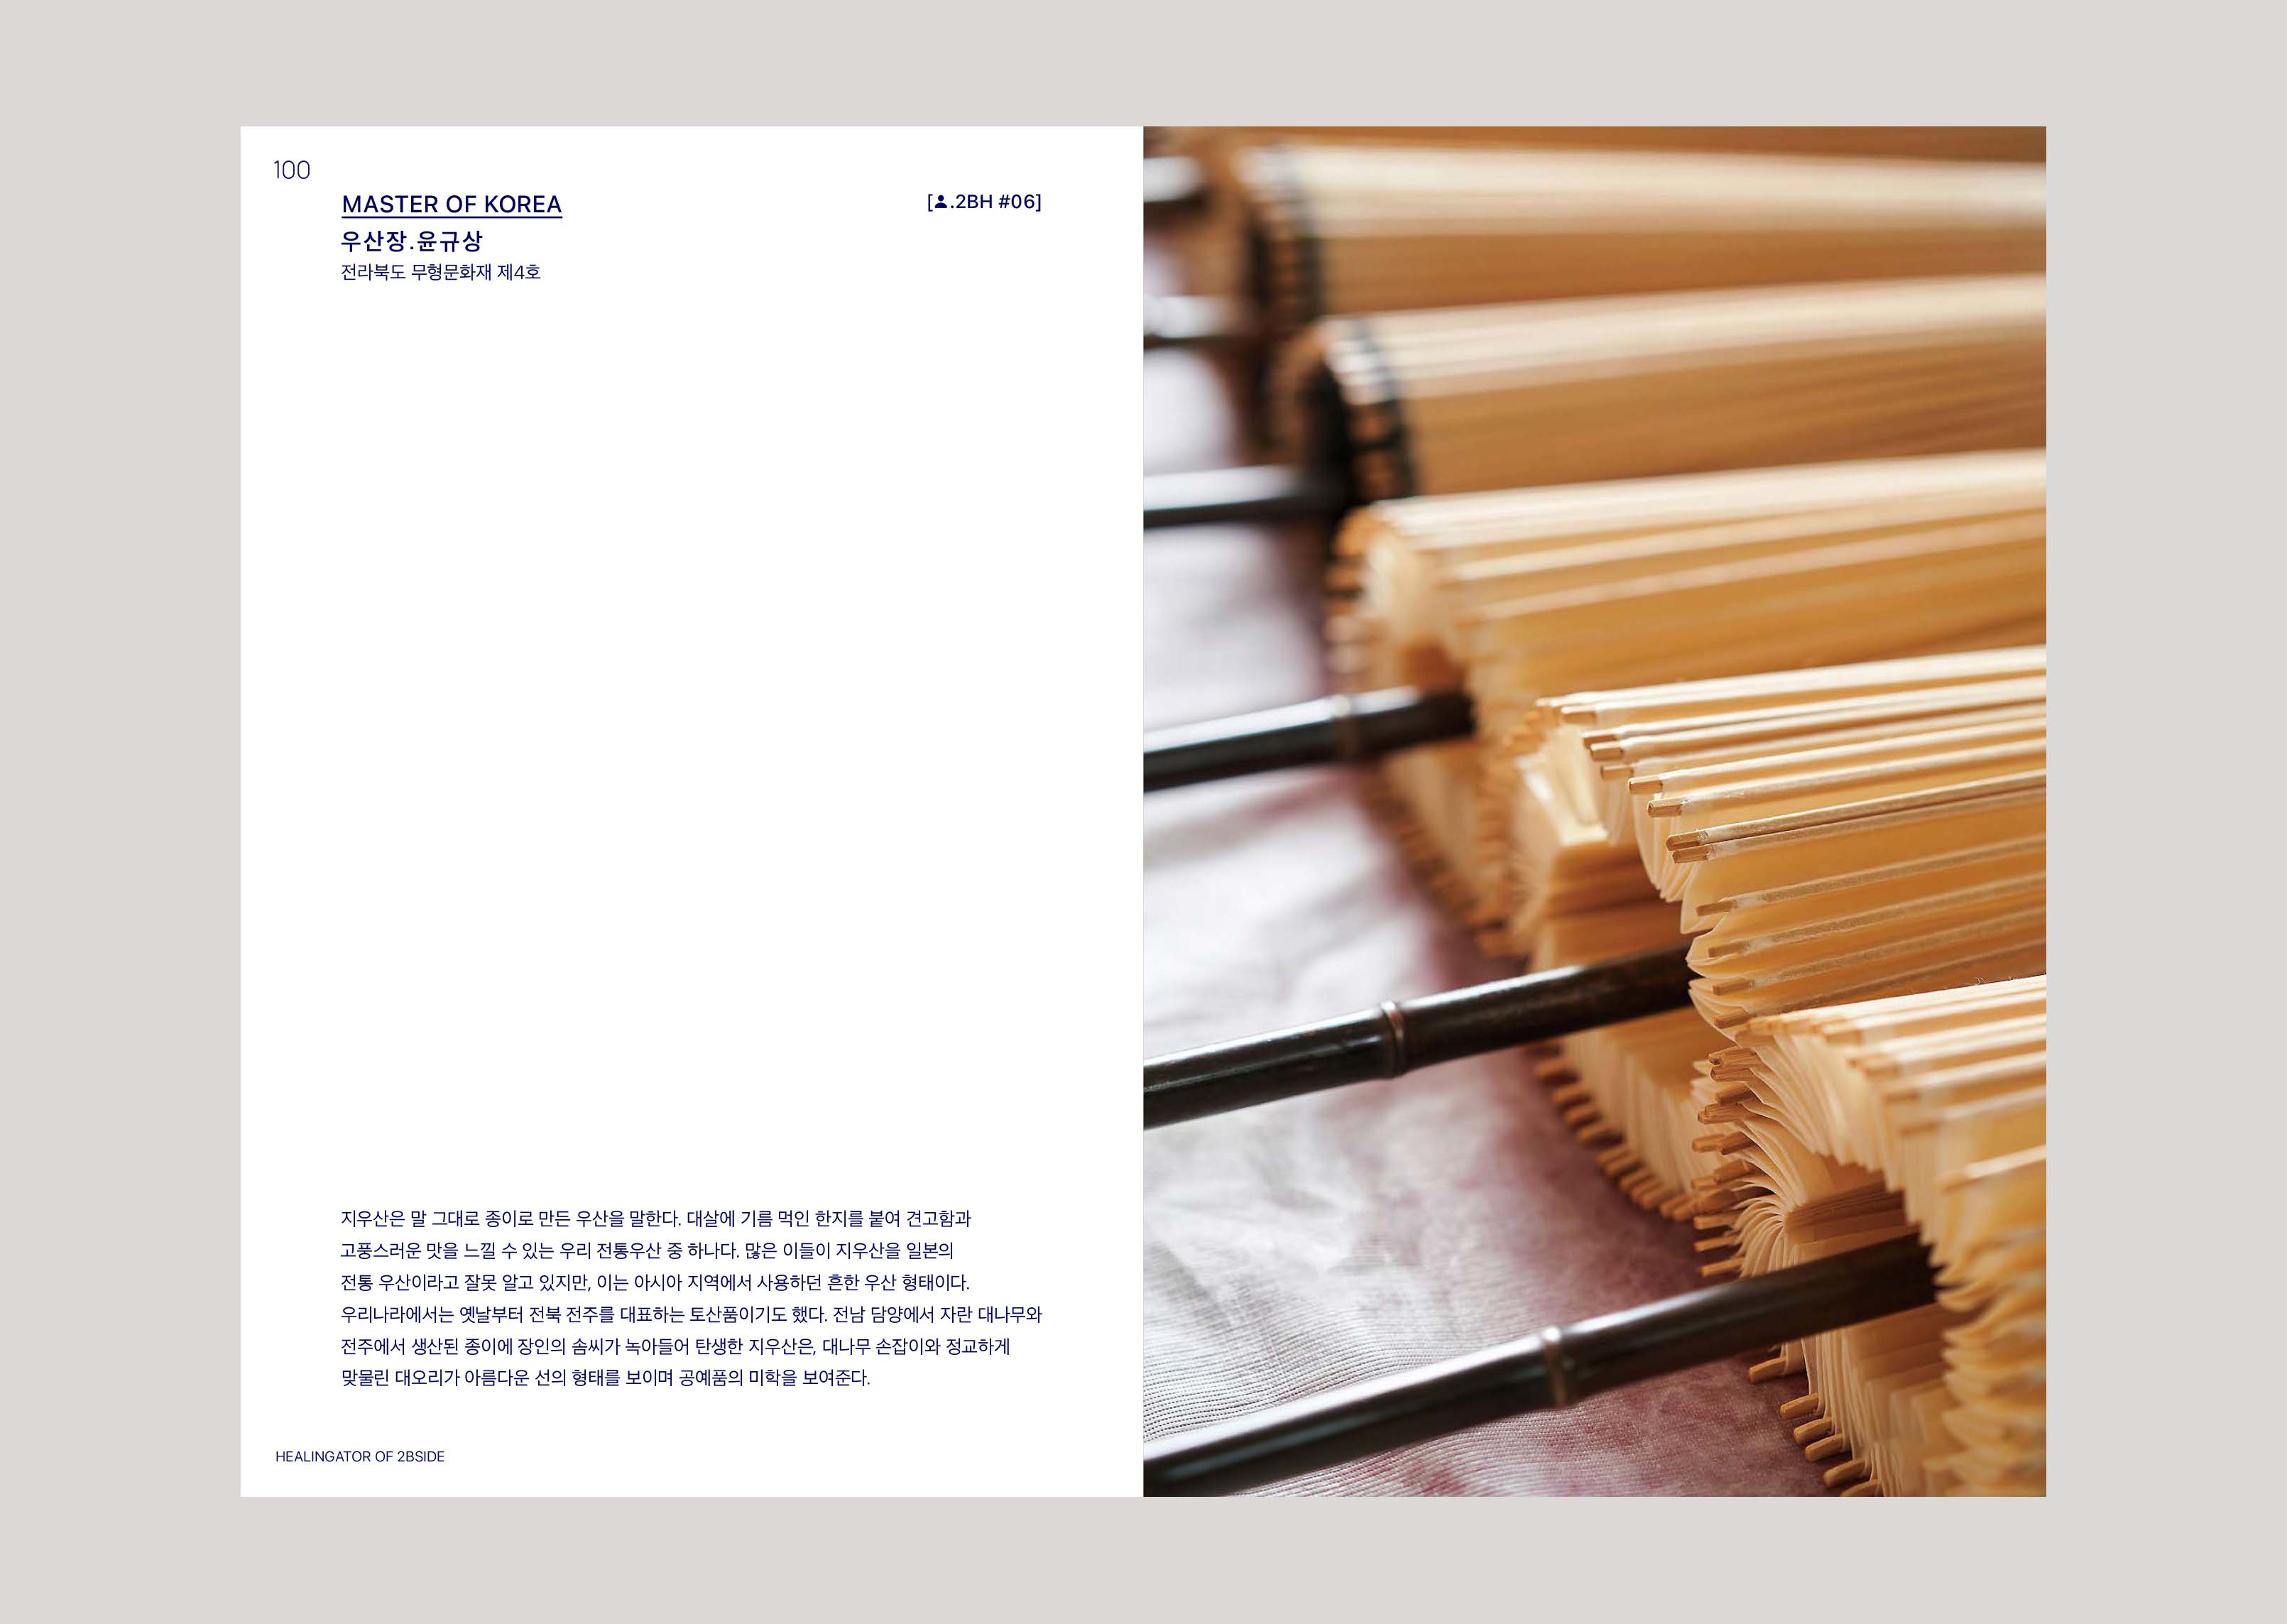 100
MASTER OF KOREA
[.2BH #06]
우산장.윤규상
전라북도 무형문화재 제4호
지우산은 말 그대로 종이로 만든 우산을 말한다. 대살에 기름 먹인 한지를 붙여 견고함과
고풍스러운 맛을 느낄 수 있는 우리 전통우산 중 하나다. 많은 이들이 지우산을 일본의
전통 우산이라고 잘못 알고 있지만, 이는 아시아 지역에서 사용하던 흔한 우산 형태이다.
우리나라에서는 옛날부터 전북 전주를 대표하는 토산품이기도 했다. 전남 담양에서 자란 대나무와
전주에서 생산된 종이에 장인의 솜씨가 녹아들어 탄생한 지우산은, 대나무 손잡이와 정교하게
맞물린 대오리가 아름다운 선의 형태를 보이며 공예품의 미학을 보여준다.
HEALINGATOR OF 2BSIDE